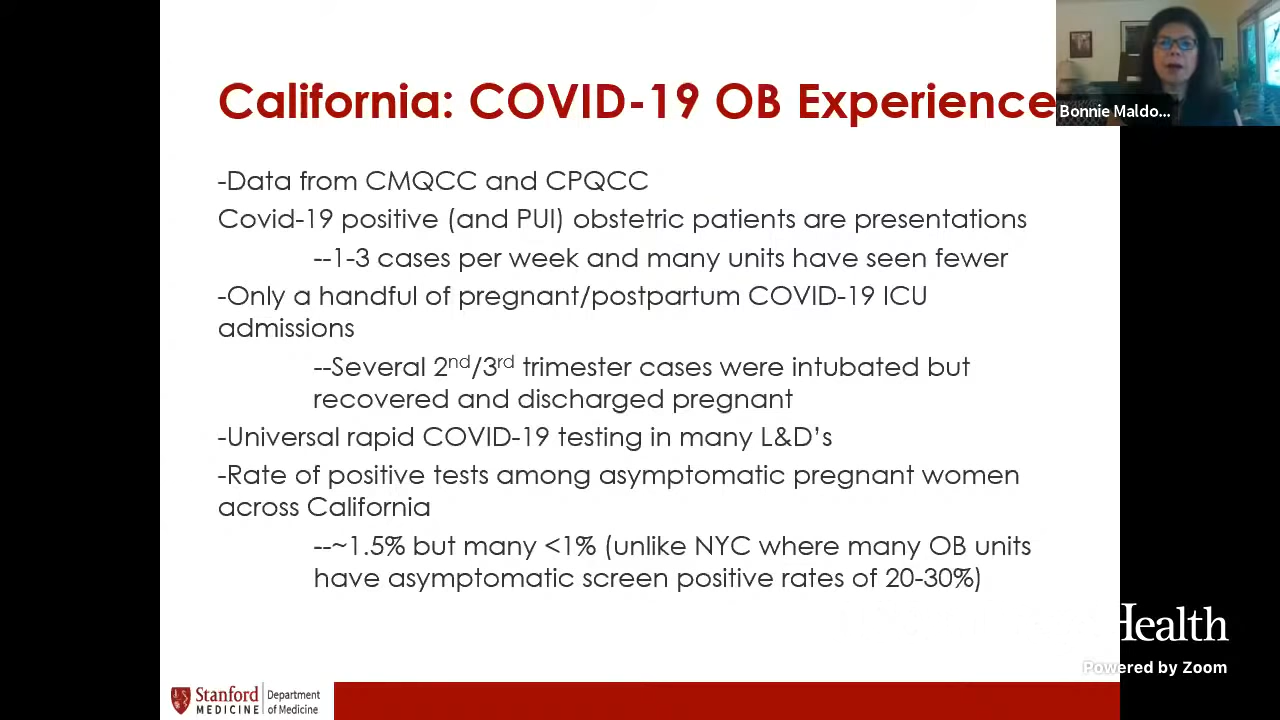 California: COVID-19 OB Experience
Bonnie Maldo...
-Data from CMQCC and CPQCC
Covid-19 positive (and PUI) obstetric patients are presentations
--1-3 cases per week and many units have seen fewer
-Only a handful of pregnant/postpartum COVID-19 ICU
admissions
--Several 2nd/3rd trimester cases were intubated but
recovered and discharged pregnant
-Universal rapid COVID-19 testing in many L&D's
-Rate of positive tests among asymptomatic pregnant women
across California
--~1.5% but many <1% (unlike NYC where many OB units
have asymptomatic screen positive rates of 20-30%)
Health
Powered by Zoom
Stanford
MEDICINE
Department
of Medicine